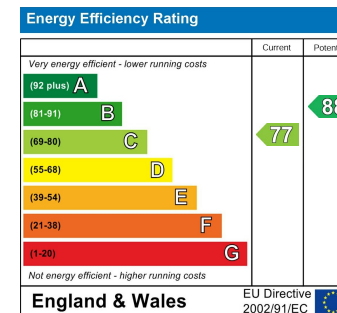 Energy Efficiency Rating
Current
Very energy efficient - lower running costs
(92 plus) A
(81-91) B
(69-80) C
77
(55-68) D
(39-54) E
(21-38) F
(1-20) G
Not energy efficient - higher running costs
England & Wales
EU Directive
2002/91/EC